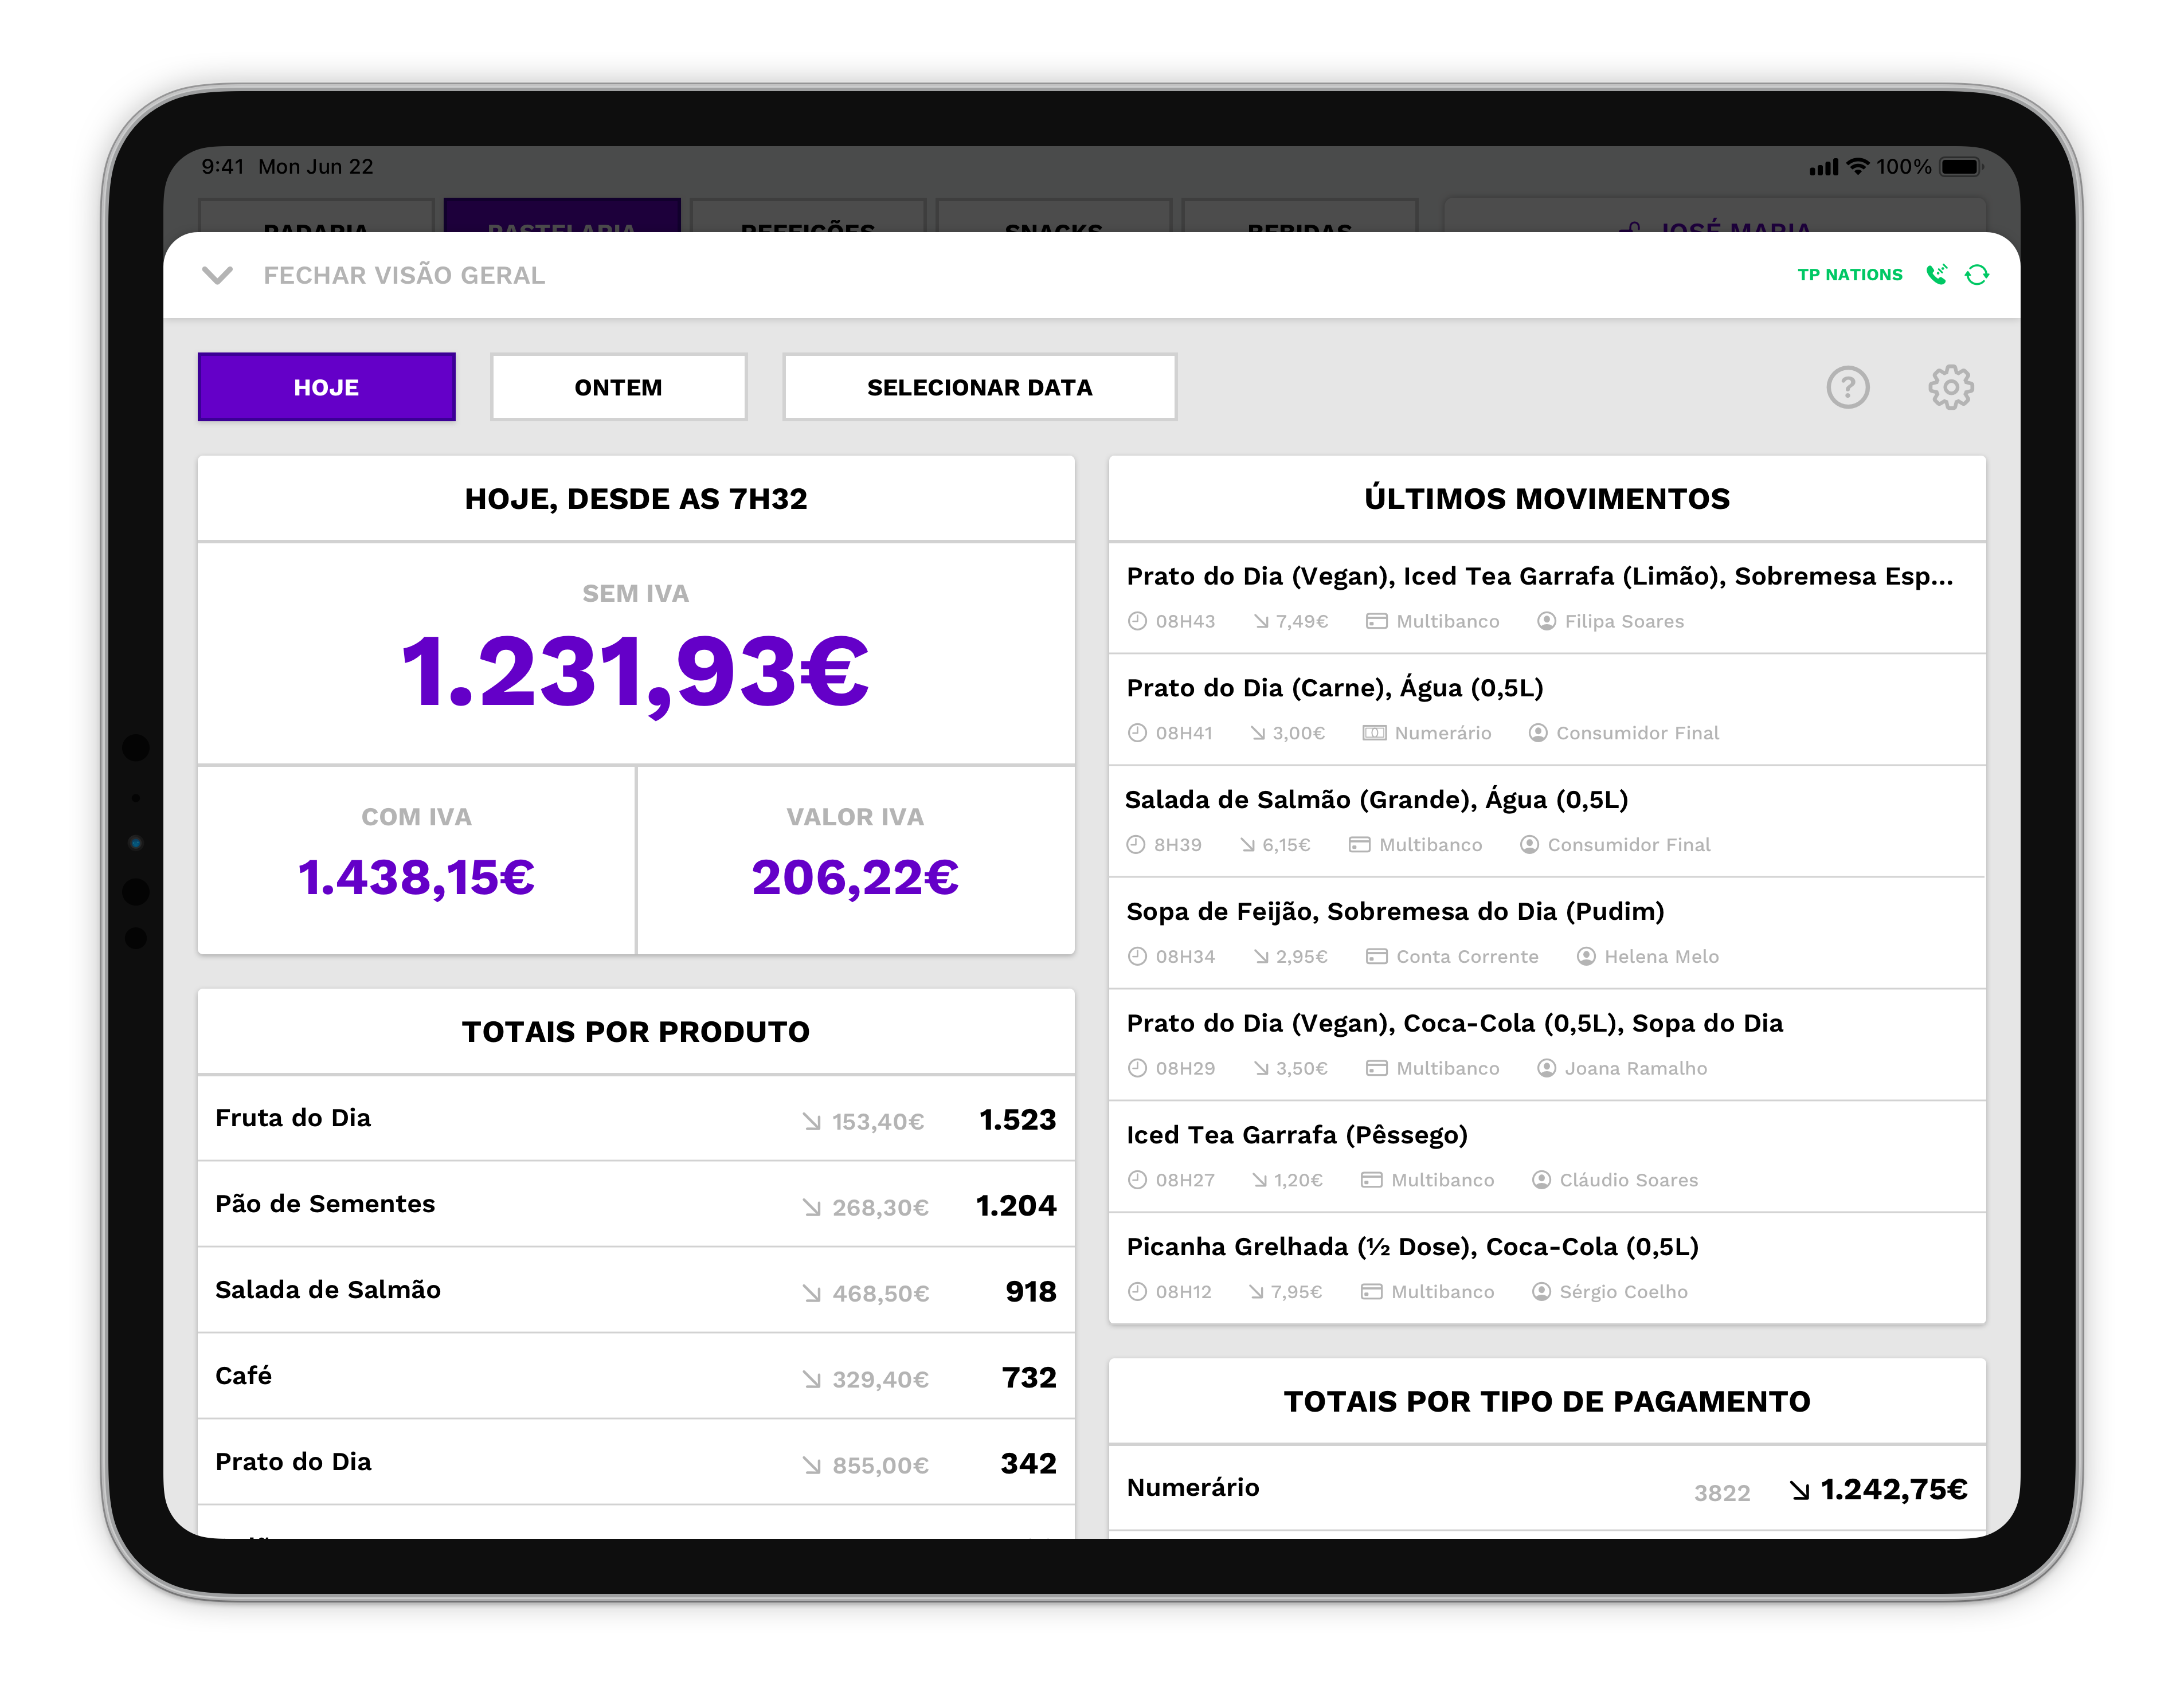 9:41 Mon Jun 22
100%
PADARIA
PASTELARIA
REFEIÇÕES
SNACKS
BEBIDAS
JOSÉ MARIA
FECHAR VISÃO GERAL
TP NATIONS
HOJE
ONTEM
SELECIONAR DATA
?
HOJE, DESDE AS 7H32
SEM IVA
1.231,93€
COM IVA
1.438,15€
VALOR IVA
206,22€
TOTAIS POR PRODUTO
Fruta do Dia 153,40€ 1.523
Pão de Sementes 268,30€ 1.204
Salada de Salmão 468,50€ 918
Café 329,40€ 732
Prato do Dia 855,00€ 342
ÚLTIMOS MOVIMENTOS
Prato do Dia (Vegan), Iced Tea Garrafa (Limão), Sobremesa Esp...
08H43 7,49€ Multibanco Filipa Soares
Prato do Dia (Carne), Água (0,5L)
08H41 3,00€ Numerário Consumidor Final
Salada de Salmão (Grande), Água (0,5L)
8H39 6,15€ Multibanco Consumidor Final
Sopa de Feijão, Sobremesa do Dia (Pudim)
08H34 2,95€ Conta Corrente Helena Melo
Prato do Dia (Vegan), Coca-Cola (0,5L), Sopa do Dia
08H29 3,50€ Multibanco Joana Ramalho
Iced Tea Garrafa (Pêssego)
08H27 1,20€ Multibanco Cláudio Soares
Picanha Grelhada (½ Dose), Coca-Cola (0,5L)
08H12 7,95€ Multibanco Sérgio Coelho
TOTAIS POR TIPO DE PAGAMENTO
Numerário 3822 1.242,75€